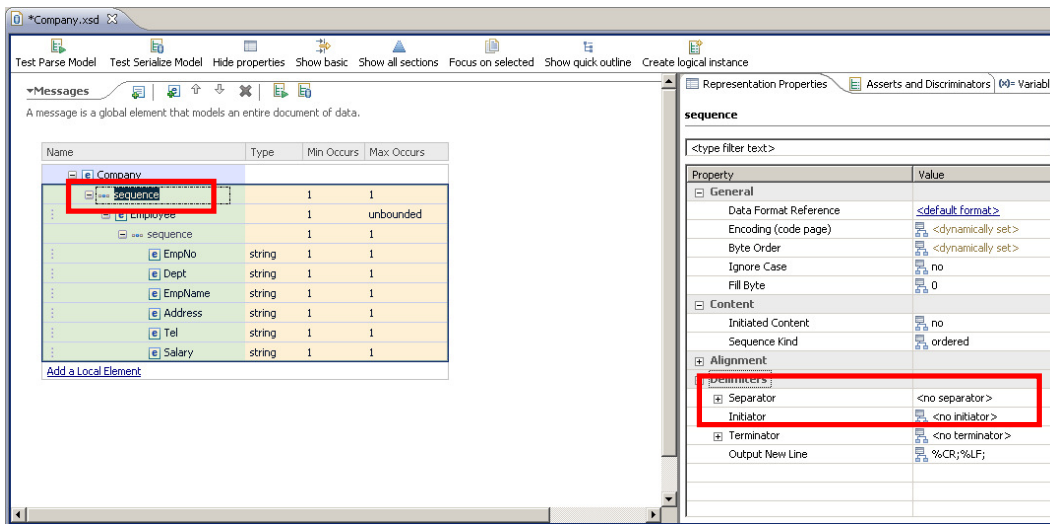 *Company.xsd
Test Parse Model Test Serialize Model Hide properties Show basic Show all sections Focus on selected Show quick outline Create logical instance
Messages
A message is a global element that models an entire document of data.
Name Type Min Occurs Max Occurs
e Company
sequence 1 1
e Employee 1 unbounded
sequence 1 1
e EmpNo string 1 1
e Dept string 1 1
e EmpName string 1 1
e Address string 1 1
e Tel string 1 1
e Salary string 1 1
Add a Local Element
Representation Properties Asserts and Discriminators (x)= Variabl
sequence
<type filter text>
Property Value
General
Data Format Reference <default format>
Encoding (code page) <dynamically set>
Byte Order <dynamically set>
Ignore Case no
Fill Byte 0
Content
Initiated Content no
Sequence Kind ordered
Alignment
Delimiters
Separator <no separator>
Initiator <no initiator>
Terminator <no terminator>
Output New Line %CR;%LF;